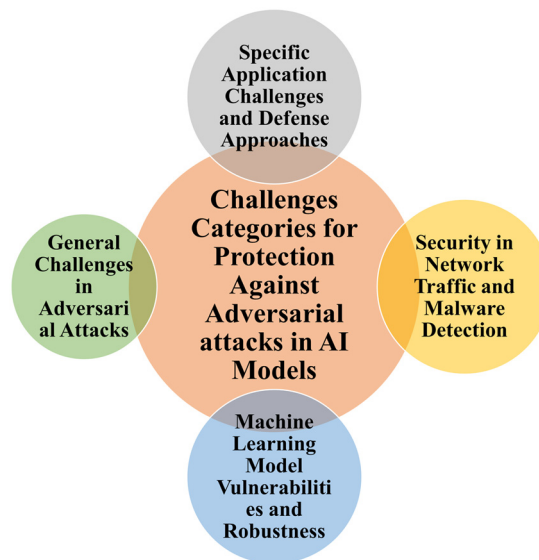 Specific
Application
Challenges
and Defense
Approaches
Challenges
Categories for
Protection
Against
Adversarial
attacks in AI
Models
General
Challenges
in
Adversari
al Attacks
Security in
Network
Traffic and
Malware
Detection
Machine
Learning
Model
Vulnerabiliti
es and
Robustness